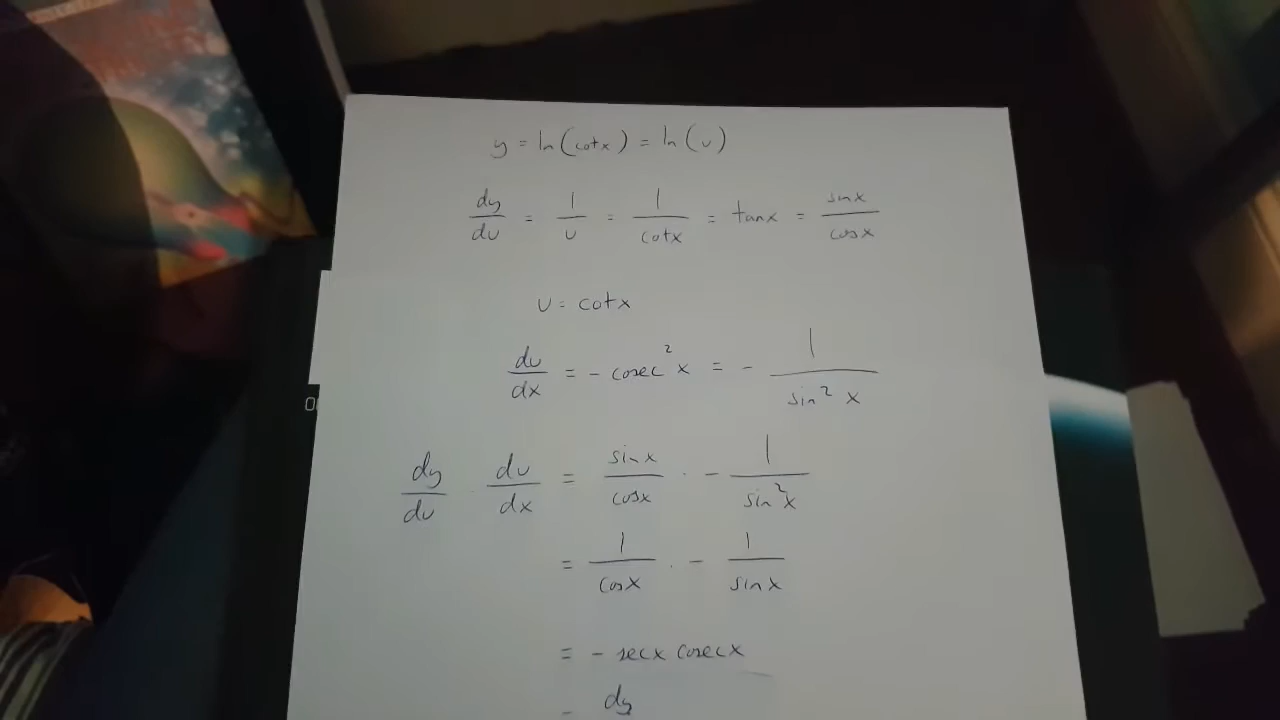 y = ln(cotx) = ln(u)
dy/du = 1/u = 1/cotx = tanx = sinx/cosx
u = cotx
du/dx = - cosec²x = - 1/sin²x
dy/du · du/dx = sinx/cosx · - 1/sin²x
= 1/cosx · - 1/sinx
= - secx cosecx
= dy